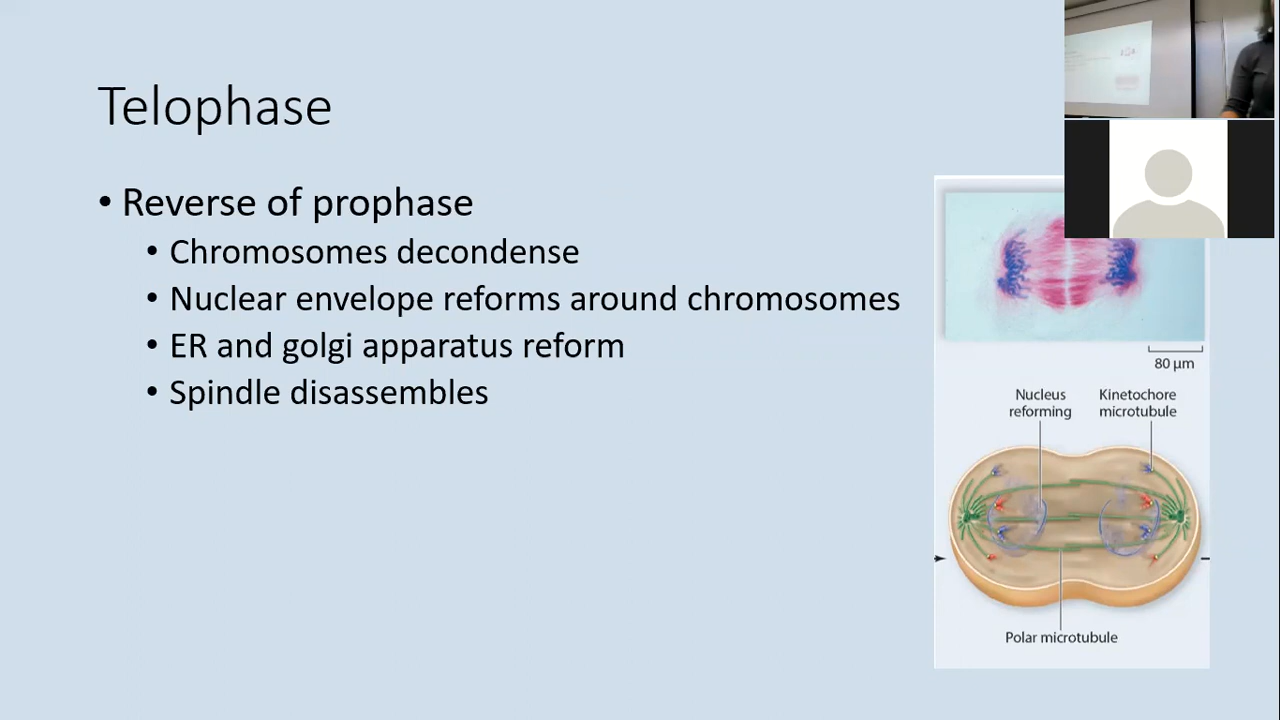 Telophase
• Reverse of prophase
• Chromosomes decondense
• Nuclear envelope reforms around chromosomes
• ER and golgi apparatus reform
• Spindle disassembles
80 µm
Nucleus
reforming
Kinetochore
microtubule
Polar microtubule